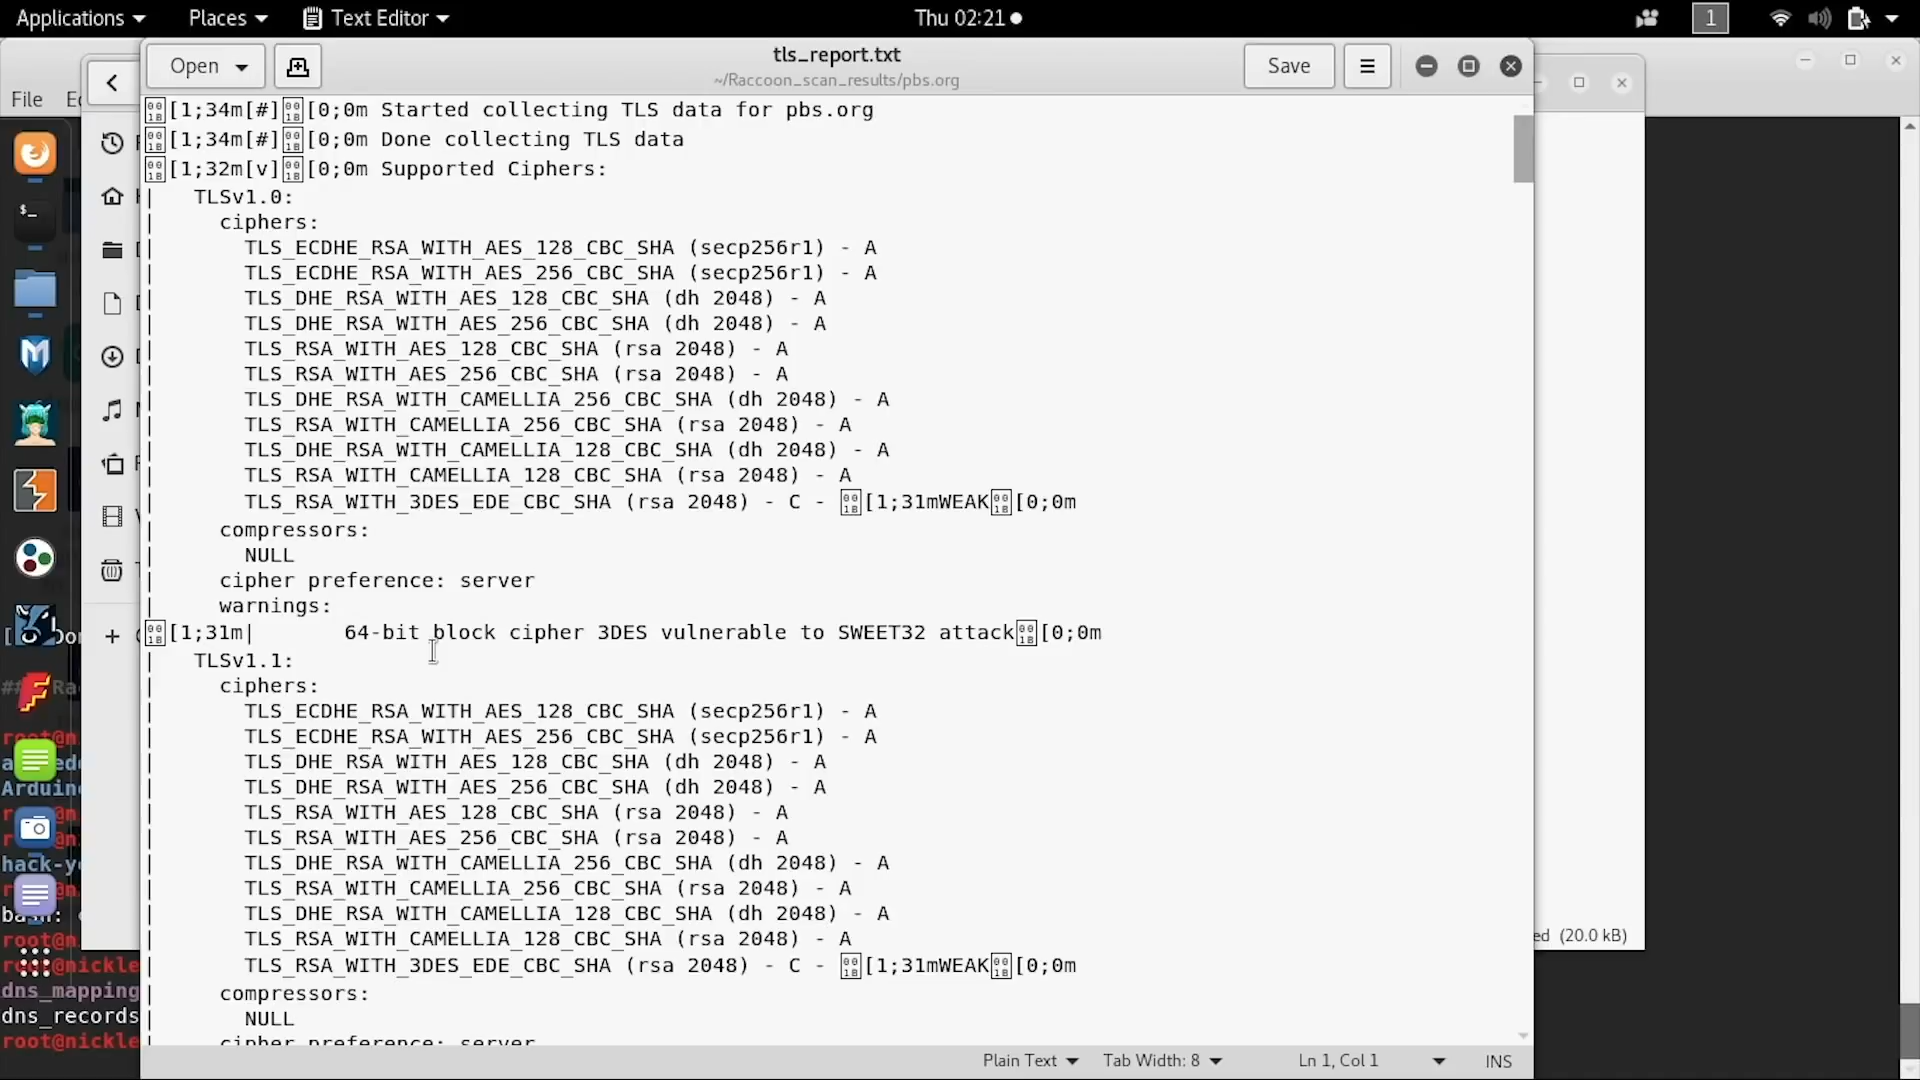 Applications Places Text Editor Thu 02:21 1
Open tls_report.txt Save
~/Raccoon_scan_results/pbs.org
File
[1;34m[#][0;0m Started collecting TLS data for pbs.org
[1;34m[#][0;0m Done collecting TLS data
[1;32m[v][0;0m Supported Ciphers:
| TLSv1.0:
| ciphers:
| TLS_ECDHE_RSA_WITH_AES_128_CBC_SHA (secp256r1) - A
| TLS_ECDHE_RSA_WITH_AES_256_CBC_SHA (secp256r1) - A
| TLS_DHE_RSA_WITH_AES_128_CBC_SHA (dh 2048) - A
| TLS_DHE_RSA_WITH_AES_256_CBC_SHA (dh 2048) - A
| TLS_RSA_WITH_AES_128_CBC_SHA (rsa 2048) - A
| TLS_RSA_WITH_AES_256_CBC_SHA (rsa 2048) - A
| TLS_DHE_RSA_WITH_CAMELLIA_256_CBC_SHA (dh 2048) - A
| TLS_RSA_WITH_CAMELLIA_256_CBC_SHA (rsa 2048) - A
| TLS_DHE_RSA_WITH_CAMELLIA_128_CBC_SHA (dh 2048) - A
| TLS_RSA_WITH_CAMELLIA_128_CBC_SHA (rsa 2048) - A
| TLS_RSA_WITH_3DES_EDE_CBC_SHA (rsa 2048) - C - [1;31mWEAK[0;0m
| compressors:
| NULL
| cipher preference: server
| warnings:
[1;31m| 64-bit block cipher 3DES vulnerable to SWEET32 attack[0;0m
| TLSv1.1:
| ciphers:
| TLS_ECDHE_RSA_WITH_AES_128_CBC_SHA (secp256r1) - A
| TLS_ECDHE_RSA_WITH_AES_256_CBC_SHA (secp256r1) - A
| TLS_DHE_RSA_WITH_AES_128_CBC_SHA (dh 2048) - A
| TLS_DHE_RSA_WITH_AES_256_CBC_SHA (dh 2048) - A
| TLS_RSA_WITH_AES_128_CBC_SHA (rsa 2048) - A
| TLS_RSA_WITH_AES_256_CBC_SHA (rsa 2048) - A
| TLS_DHE_RSA_WITH_CAMELLIA_256_CBC_SHA (dh 2048) - A
| TLS_RSA_WITH_CAMELLIA_256_CBC_SHA (rsa 2048) - A
| TLS_DHE_RSA_WITH_CAMELLIA_128_CBC_SHA (dh 2048) - A
| TLS_RSA_WITH_CAMELLIA_128_CBC_SHA (rsa 2048) - A
| TLS_RSA_WITH_3DES_EDE_CBC_SHA (rsa 2048) - C - [1;31mWEAK[0;0m
| compressors:
| NULL
| cipher preference: server
(20.0 kB)
root@nickle
dns_mapping
dns_records
root@nickle
Plain Text Tab Width: 8 Ln 1, Col 1 INS